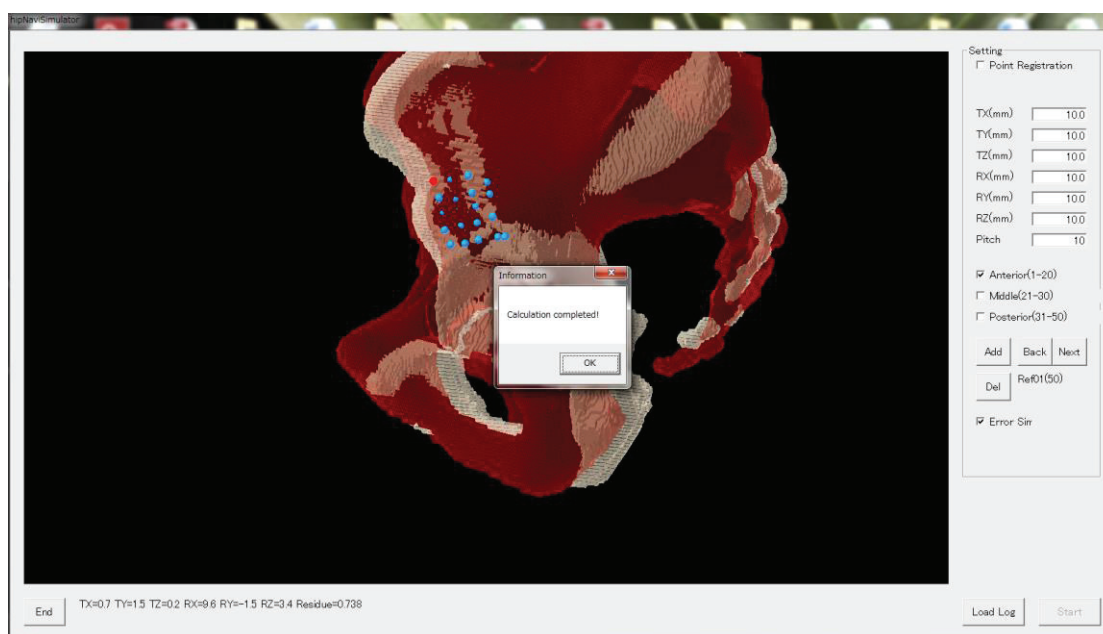 hipNaviSimulator
Setting
Point Registration
TX(mm) 10.0
TY(mm) 10.0
TZ(mm) 10.0
RX(mm) 10.0
RY(mm) 10.0
RZ(mm) 10.0
Pitch 10
Anterior(1-20)
Middle(21-30)
Posterior(31-50)
Add Back Next
Del Ref01(50)
Error Sim
Information
Calculation completed!
OK
End TX=0.7 TY=1.5 TZ=0.2 RX=9.6 RY=-1.5 RZ=3.4 Residue=0.738
Load Log Start